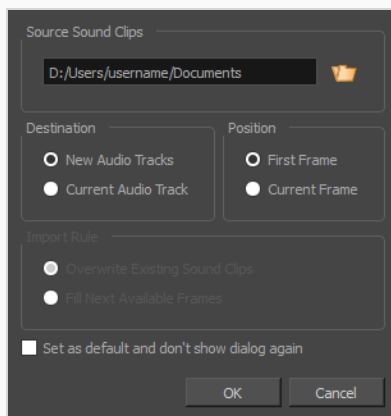 Source Sound Clips
D:/Users/username/Documents
Destination
Position
New Audio Tracks
First Frame
Current Audio Track
Current Frame
Import Rule
Overwrite Existing Sound Clips
Fill Next Available Frames
Set as default and don't show dialog again
OK
Cancel